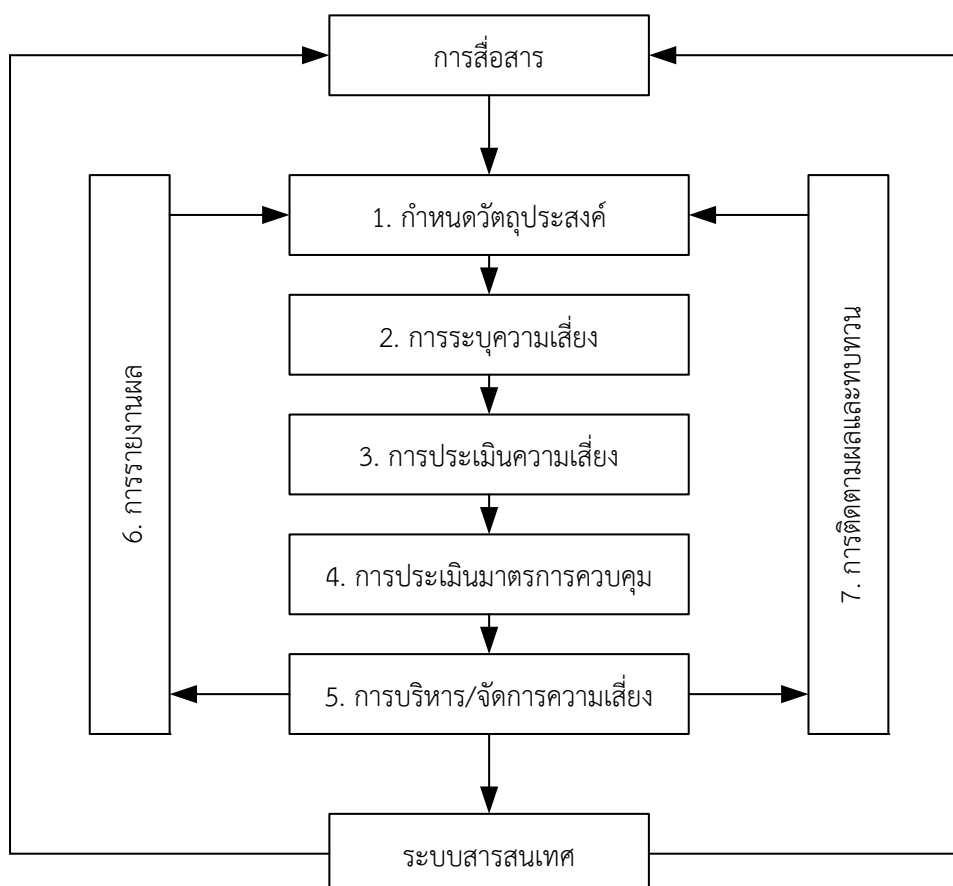 การสื่อสาร
1. กำหนดวัตถุประสงค์
2. การระบุความเสี่ยง
3. การประเมินความเสี่ยง
4. การประเมินมาตรการควบคุม
5. การบริหาร/จัดการความเสี่ยง
6. การรายงานผล
7. การติดตามผลและทบทวน
ระบบสารสนเทศ